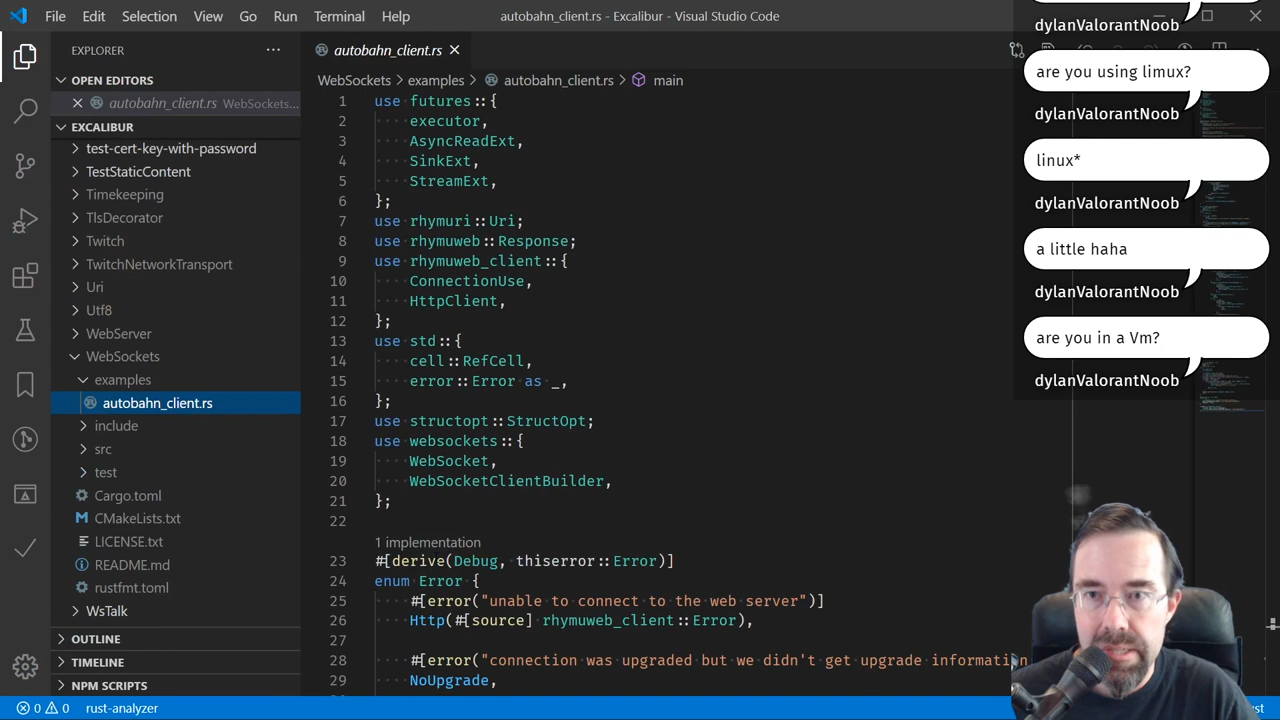 File Edit Selection View Go Run Terminal Help
autobahn_client.rs - Excalibur - Visual Studio Code
EXPLORER
OPEN EDITORS
autobahn_client.rs WebSockets...
EXCALIBUR
test-cert-key-with-password
TestStaticContent
Timekeeping
TlsDecorator
Twitch
TwitchNetworkTransport
Uri
Utf8
WebServer
WebSockets
examples
autobahn_client.rs
include
src
test
Cargo.toml
CMakeLists.txt
LICENSE.txt
README.md
rustfmt.toml
WsTalk
OUTLINE
TIMELINE
NPM SCRIPTS
autobahn_client.rs
WebSockets > examples > autobahn_client.rs > main
1 use futures::{
2 executor,
3 AsyncReadExt,
4 SinkExt,
5 StreamExt,
6 };
7 use rhymuri::Uri;
8 use rhymuweb::Response;
9 use rhymuweb_client::{
10 ConnectionUse,
11 HttpClient,
12 };
13 use std::{
14 cell::RefCell,
15 error::Error as _,
16 };
17 use structopt::StructOpt;
18 use websockets::{
19 WebSocket,
20 WebSocketClientBuilder,
21 };
22
1 implementation
23 #[derive(Debug, thiserror::Error)]
24 enum Error {
25 #[error("unable to connect to the web server")]
26 Http(#[source] rhymuweb_client::Error),
27
28 #[error("connection was upgraded but we didn't get upgrade information
29 NoUpgrade,
dylanValorantNoob
are you using limux?
dylanValorantNoob
linux*
dylanValorantNoob
a little haha
dylanValorantNoob
are you in a Vm?
dylanValorantNoob
0 0 rust-analyzer